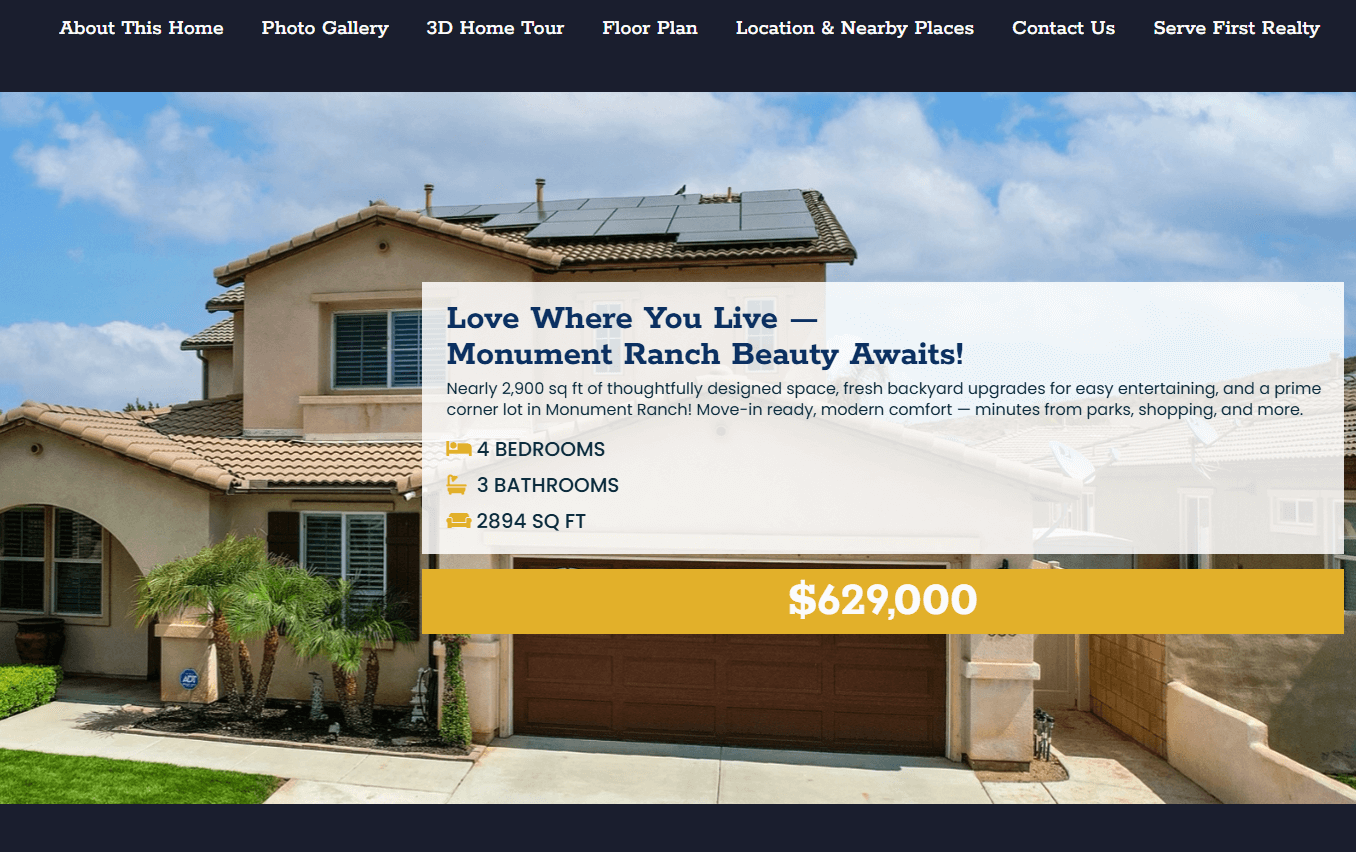 About This Home Photo Gallery 3D Home Tour Floor Plan Location & Nearby Places Contact Us Serve First Realty
Love Where You Live —
Monument Ranch Beauty Awaits!
Nearly 2,900 sq ft of thoughtfully designed space, fresh backyard upgrades for easy entertaining, and a prime
corner lot in Monument Ranch! Move-in ready, modern comfort — minutes from parks, shopping, and more.
4 BEDROOMS
3 BATHROOMS
2894 SQ FT
$629,000
ADT